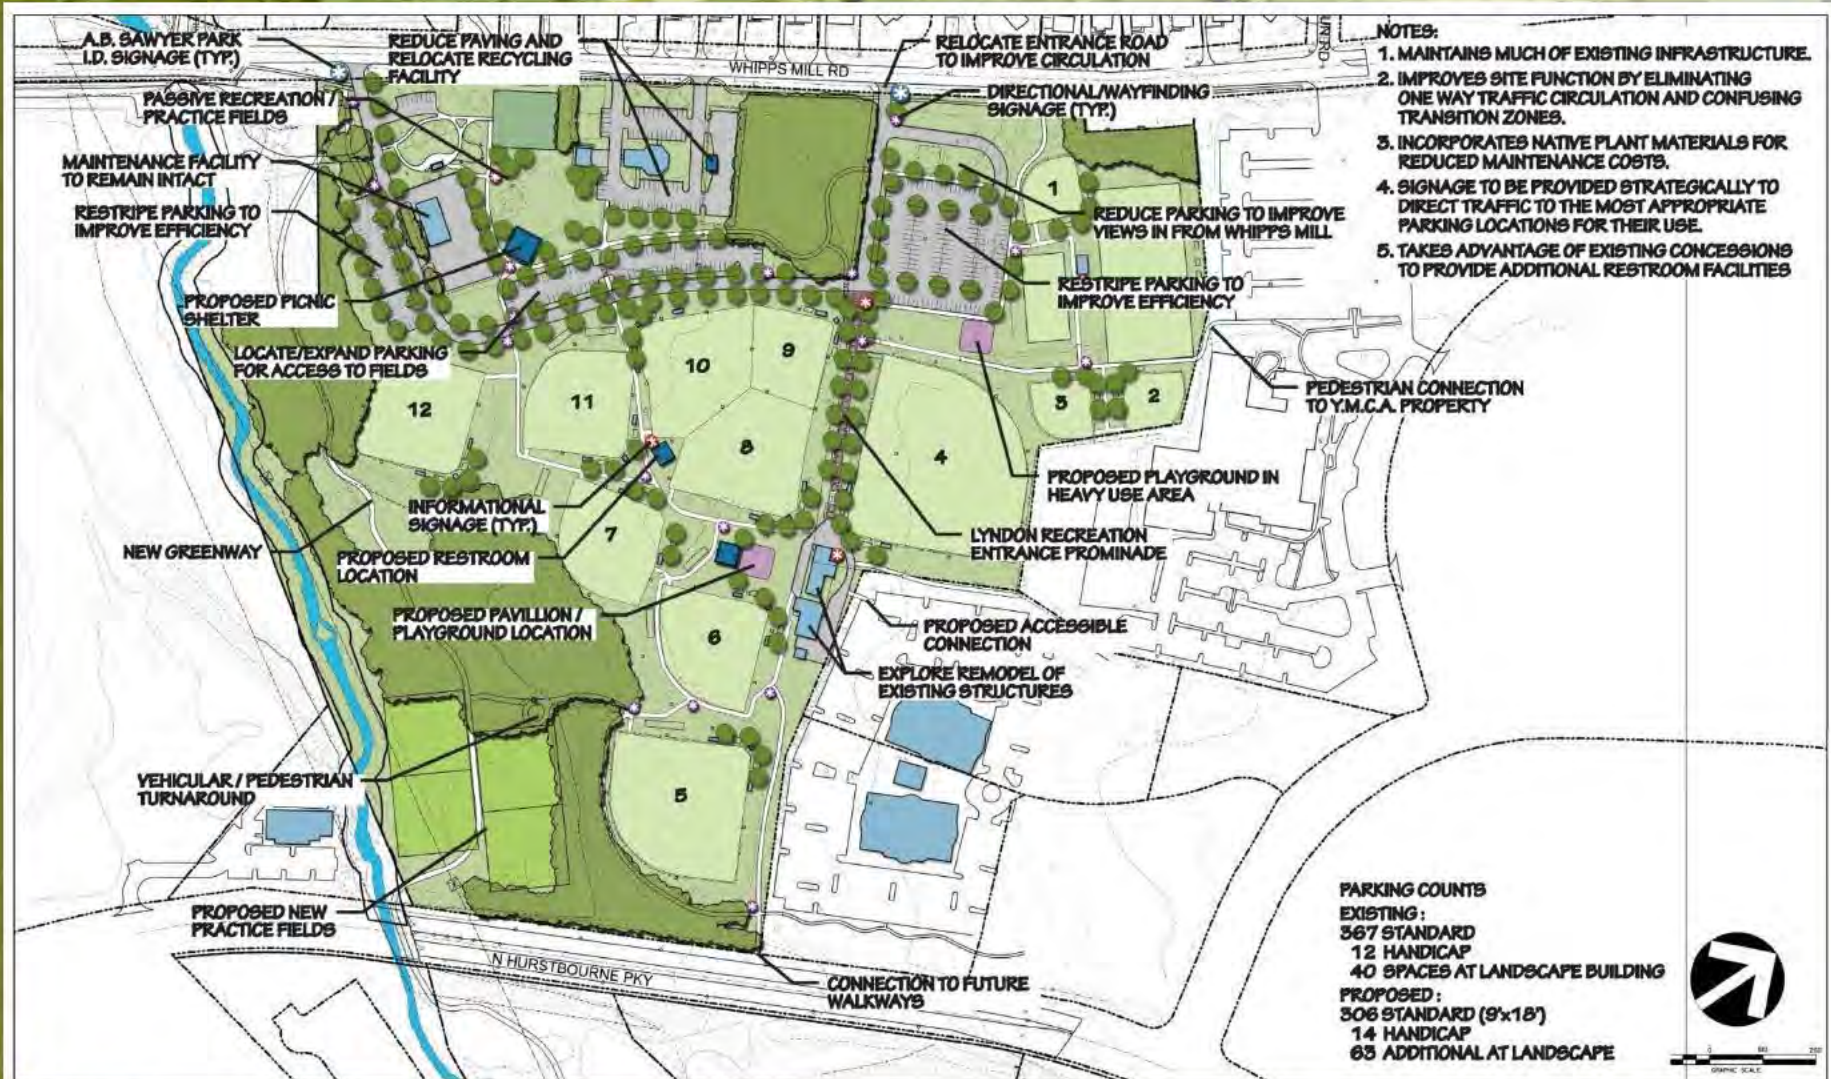 A.B. SAWYER PARK
I.D. SIGNAGE (TYP.)
REDUCE PAVING AND
RELOCATE RECYCLING
FACILITY
WHIPPS MILL RD
RELOCATE ENTRANCE ROAD
TO IMPROVE CIRCULATION
DIRECTIONAL/WAYFINDING
SIGNAGE (TYP.)
PASSIVE RECREATION /
PRACTICE FIELDS
MAINTENANCE FACILITY
TO REMAIN INTACT
RESTRIPE PARKING TO
IMPROVE EFFICIENCY
PROPOSED PICNIC
SHELTER
LOCATE/EXPAND PARKING
FOR ACCESS TO FIELDS
REDUCE PARKING TO IMPROVE
VIEWS IN FROM WHIPPS MILL
RESTRIPE PARKING TO
IMPROVE EFFICIENCY
PEDESTRIAN CONNECTION
TO Y.M.C.A. PROPERTY
1
2
3
4
5
6
7
8
9
10
11
12
PROPOSED PLAYGROUND IN
HEAVY USE AREA
LYNDON RECREATION
ENTRANCE PROMINADE
INFORMATIONAL
SIGNAGE (TYP.)
NEW GREENWAY
PROPOSED RESTROOM
LOCATION
PROPOSED PAVILLION /
PLAYGROUND LOCATION
PROPOSED ACCESSIBLE
CONNECTION
EXPLORE REMODEL OF
EXISTING STRUCTURES
VEHICULAR / PEDESTRIAN
TURNAROUND
PROPOSED NEW
PRACTICE FIELDS
N HURSTBOURNE PKY
CONNECTION TO FUTURE
WALKWAYS
NOTES:
1. MAINTAINS MUCH OF EXISTING INFRASTRUCTURE.
2. IMPROVES SITE FUNCTION BY ELIMINATING
ONE WAY TRAFFIC CIRCULATION AND CONFUSING
TRANSITION ZONES.
3. INCORPORATES NATIVE PLANT MATERIALS FOR
REDUCED MAINTENANCE COSTS.
4. SIGNAGE TO BE PROVIDED STRATEGICALLY TO
DIRECT TRAFFIC TO THE MOST APPROPRIATE
PARKING LOCATIONS FOR THEIR USE.
5. TAKES ADVANTAGE OF EXISTING CONCESSIONS
TO PROVIDE ADDITIONAL RESTROOM FACILITIES
PARKING COUNTS
EXISTING :
367 STANDARD
12 HANDICAP
40 SPACES AT LANDSCAPE BUILDING
PROPOSED :
306 STANDARD (9'x18')
14 HANDICAP
63 ADDITIONAL AT LANDSCAPE
GRAPHIC SCALE